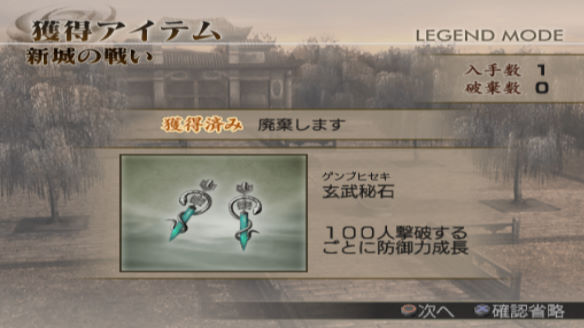 獲得アイテム
LEGEND MODE
新城の戦い
入手数 1
破棄数 0
獲得済み 廃棄します
ゲンブヒセキ
玄武秘石
１００人撃破する
ごとに防御力成長
次へ 確認省略